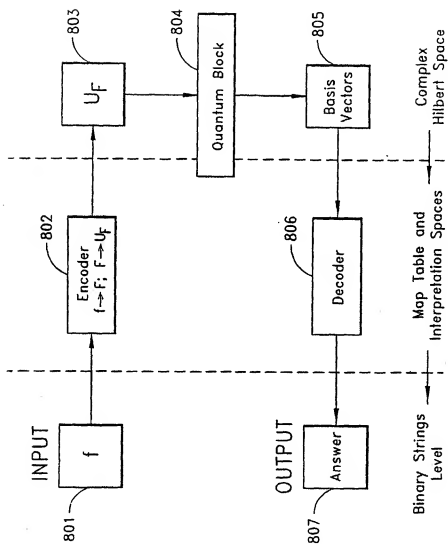 INPUT
801
f
802
Encoder
f→F; F→U_F
803
U_F
804
Quantum Block
805
Basis
Vectors
806
Decoder
OUTPUT
807
Answer
Binary Strings
Level
Map Table and
Interpretation Spaces
Complex
Hilbert Space